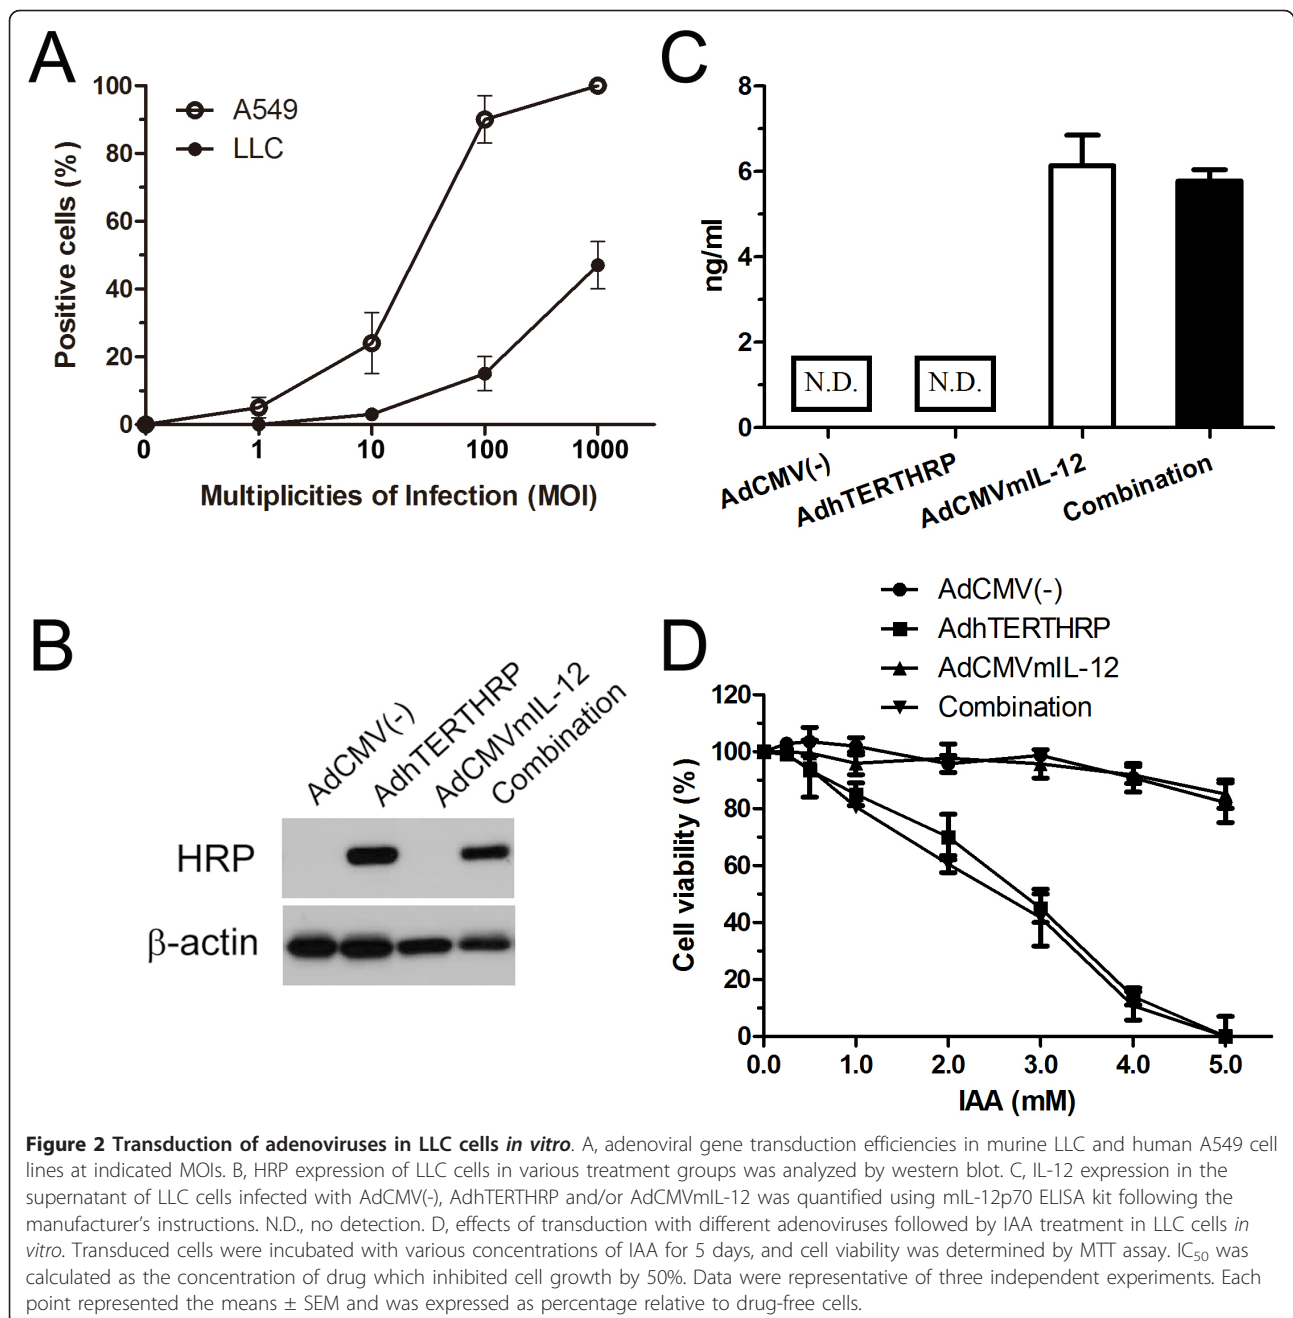 A
100
80
60
40
20
0
A549
LLC
Positive cells (%)
0 1 10 100 1000
Multiplicities of Infection (MOI)
C
8
6
4
2
0
ng/ml
N.D. N.D.
AdCMV(-) AdhTERTHRP AdCMVmIL-12 Combination
B
AdCMV(-) AdhTERTHRP AdCMVmIL-12 Combination
HRP
β-actin
D
AdCMV(-)
AdhTERTHRP
AdCMVmIL-12
Combination
120
100
80
60
40
20
0
Cell viability (%)
0.0 1.0 2.0 3.0 4.0 5.0
IAA (mM)
Figure 2 Transduction of adenoviruses in LLC cells in vitro. A, adenoviral gene transduction efficiencies in murine LLC and human A549 cell
lines at indicated MOIs. B, HRP expression of LLC cells in various treatment groups was analyzed by western blot. C, IL-12 expression in the
supernatant of LLC cells infected with AdCMV(-), AdhTERTHRP and/or AdCMVmIL-12 was quantified using mIL-12p70 ELISA kit following the
manufacturer's instructions. N.D., no detection. D, effects of transduction with different adenoviruses followed by IAA treatment in LLC cells in
vitro. Transduced cells were incubated with various concentrations of IAA for 5 days, and cell viability was determined by MTT assay. IC50 was
calculated as the concentration of drug which inhibited cell growth by 50%. Data were representative of three independent experiments. Each
point represented the means ± SEM and was expressed as percentage relative to drug-free cells.